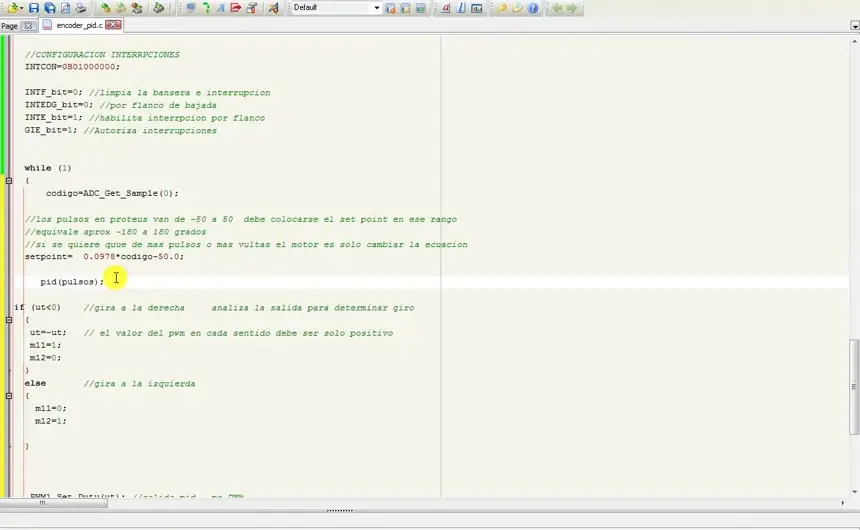 Default
Page
encoder_pid.c
//CONFIGURACION INTERRPCIONES
INTCON=0B01000000;
INTF_bit=0; //limpia la bansera e interrupcion
INTEDG_bit=0; //por flanco de bajada
INTE_bit=1; //habilita interrpcion por flanco
GIE_bit=1; //Autoriza interrupciones
while (1)
{
codigo=ADC_Get_Sample(0);
//los pulsos en proteus van de -50 a 50 debe colocarse el set point en ese rango
//equivale aprox -180 a 180 grados
//si se quiere quue de mas pulsos o mas vultas el motor es solo cambiar la ecuacion
setpoint= 0.0978*codigo-50.0;
pid(pulsos);
if (ut<0) //gira a la derecha analiza la salida para determinar giro
{
ut=-ut; // el valor del pwm en cada sentido debe ser solo positivo
m11=1;
m12=0;
}
else //gira a la izquierda
{
m11=0;
m12=1;
}
PWM1_Set_Duty(ut); //salida pid